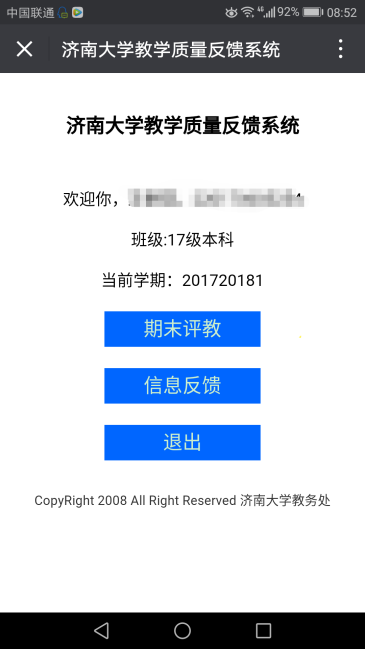 中国联通 4G 92% 08:52
济南大学教学质量反馈系统
济南大学教学质量反馈系统
欢迎你，
班级:17级本科
当前学期：201720181
期末评教
信息反馈
退出
CopyRight 2008 All Right Reserved 济南大学教务处